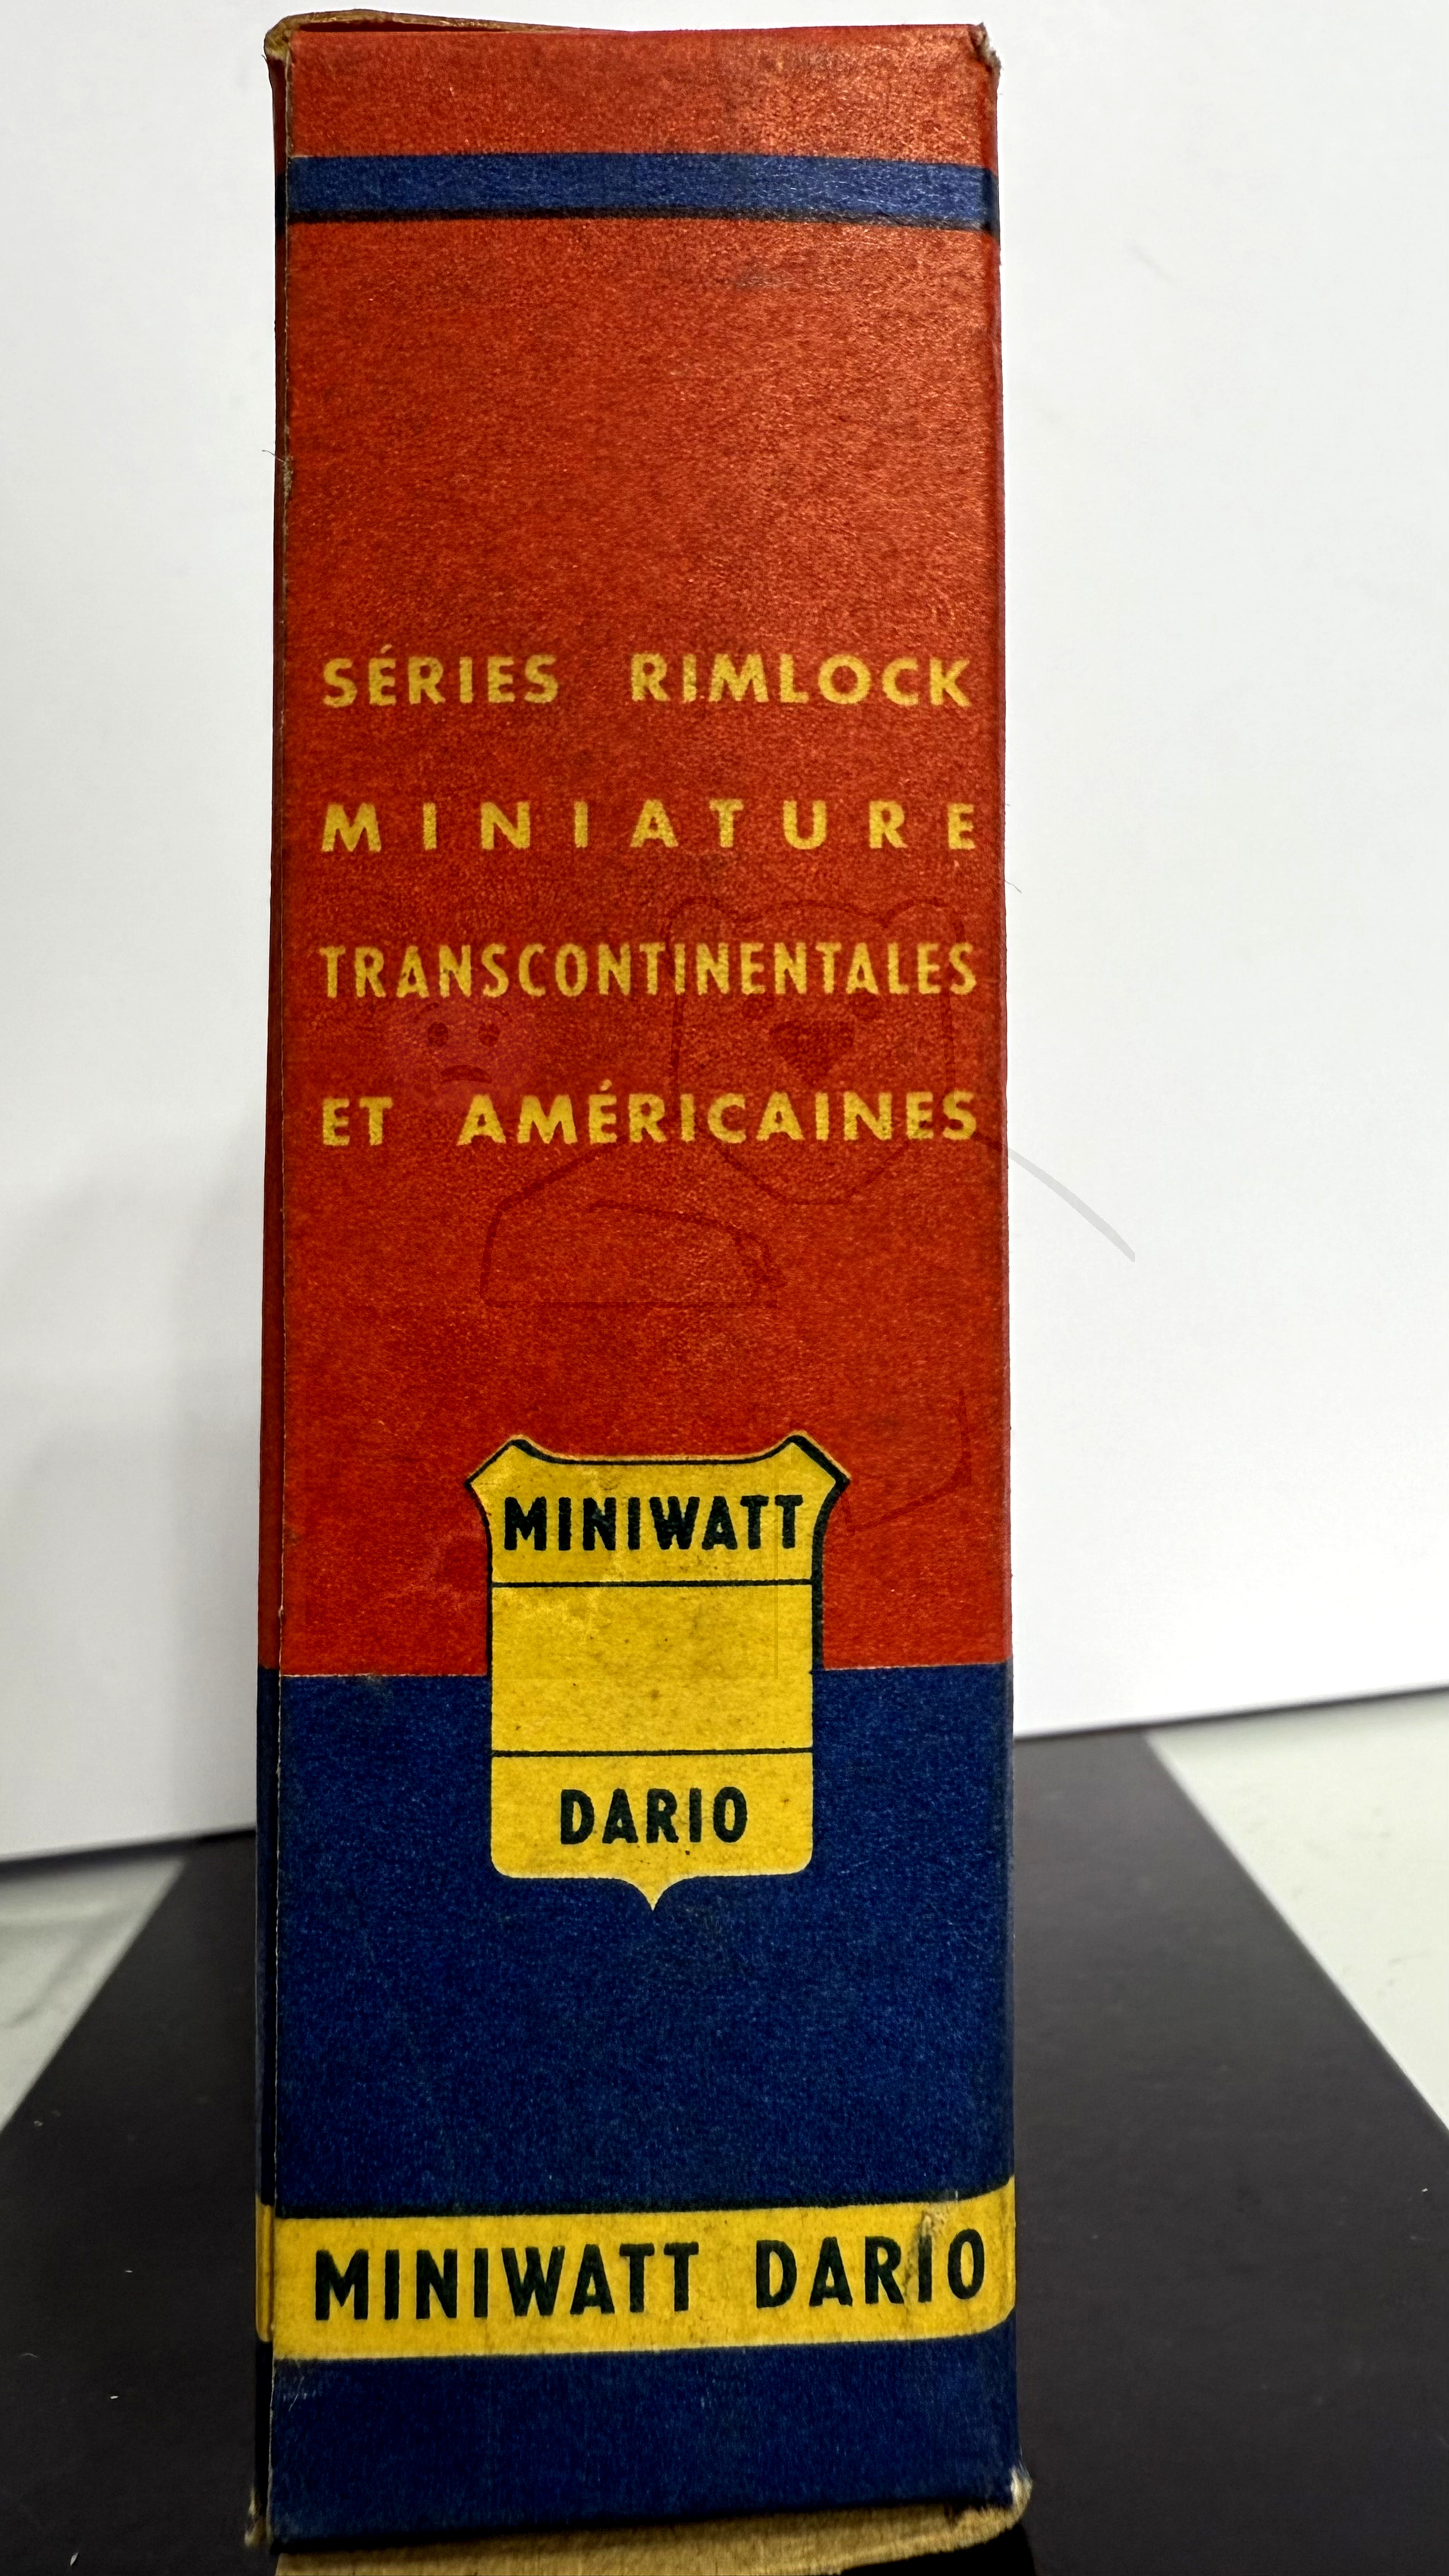 SÉRIES RIMLOCK
MINIATURE
TRANSCONTINENTALES
ET AMÉRICAINES
MINIWATT
DARIO
MINIWATT DARIO